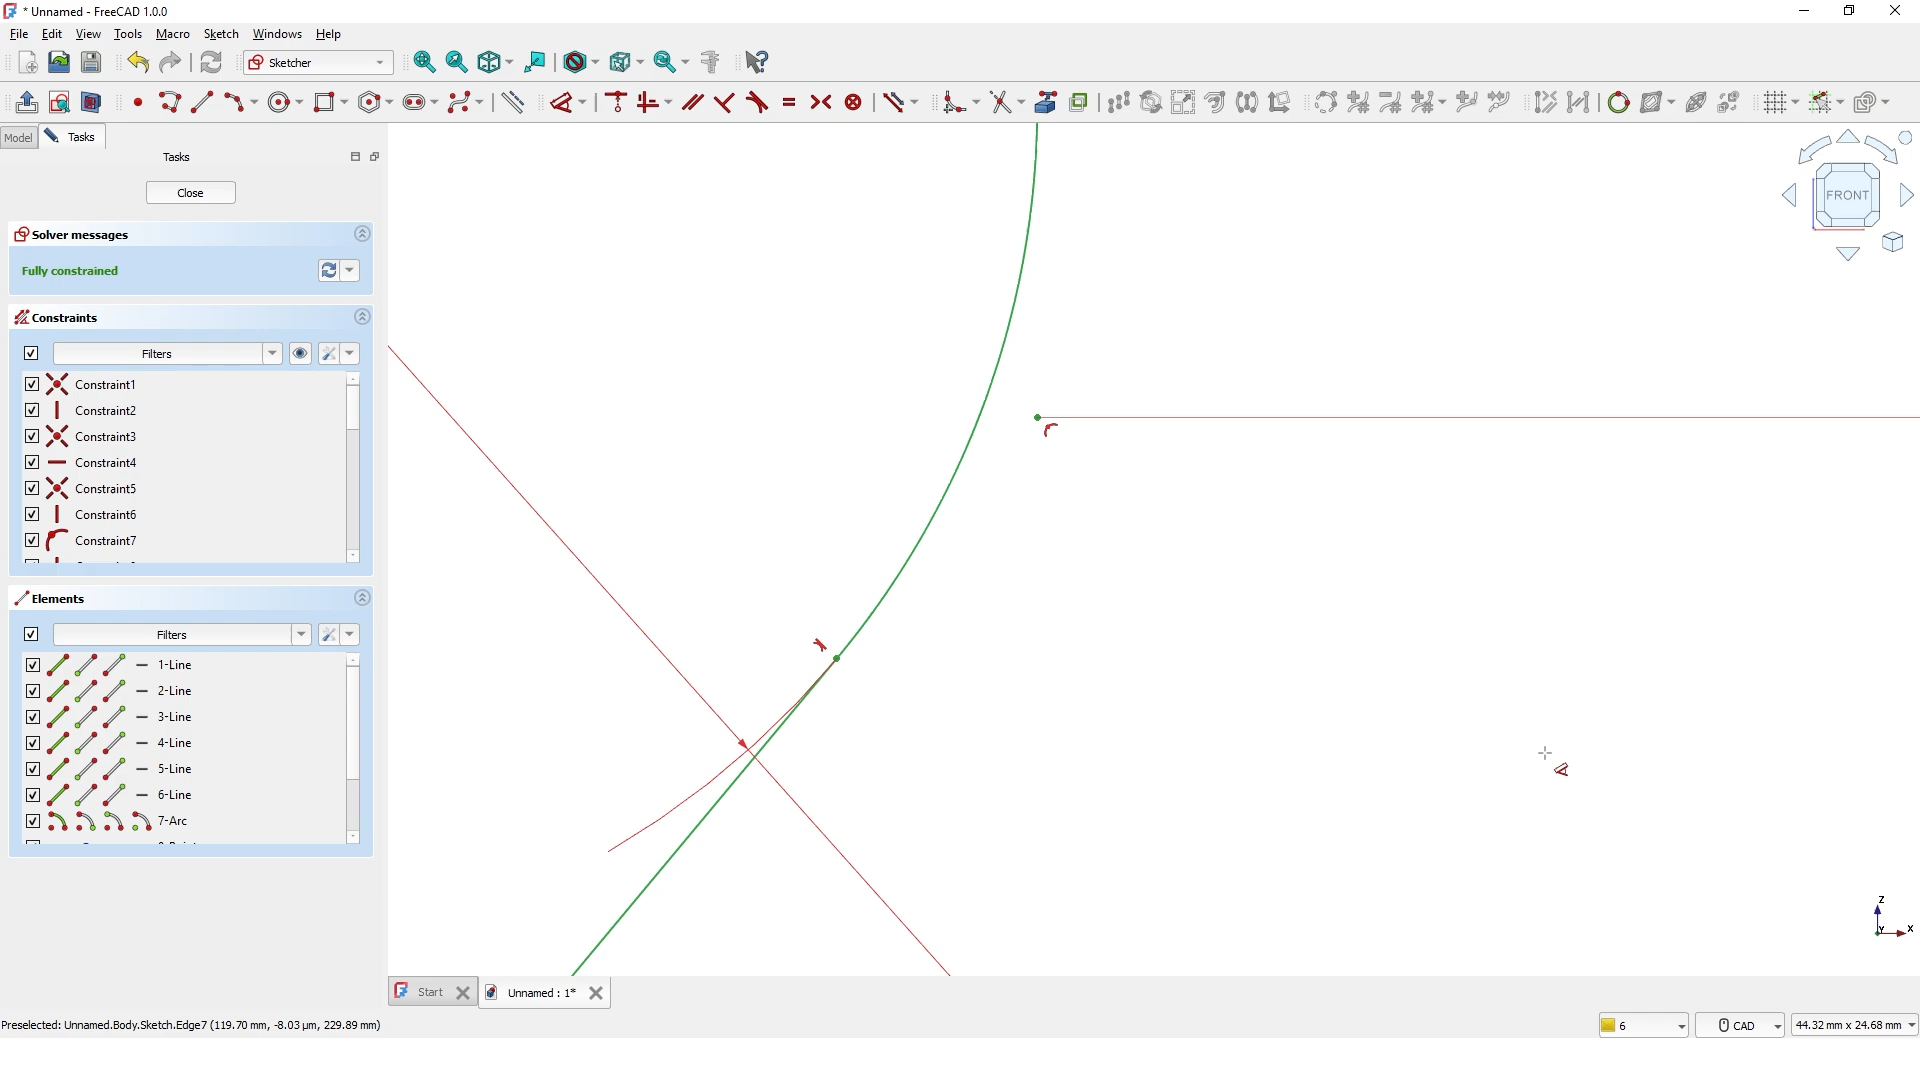 * Unnamed - FreeCAD 1.0.0
File Edit View Tools Macro Sketch Windows Help
Sketcher
Model Tasks
Tasks
Close
Solver messages
Fully constrained
Constraints
Filters
Constraint1
Constraint2
Constraint3
Constraint4
Constraint5
Constraint6
Constraint7
Elements
Filters
1-Line
2-Line
3-Line
4-Line
5-Line
6-Line
7-Arc
FRONT
Z
Y
X
Start Unnamed : 1*
Preselected: Unnamed.Body.Sketch.Edge7 (119.70 mm, -8.03 µm, 229.89 mm)
6 CAD 44.32 mm x 24.68 mm